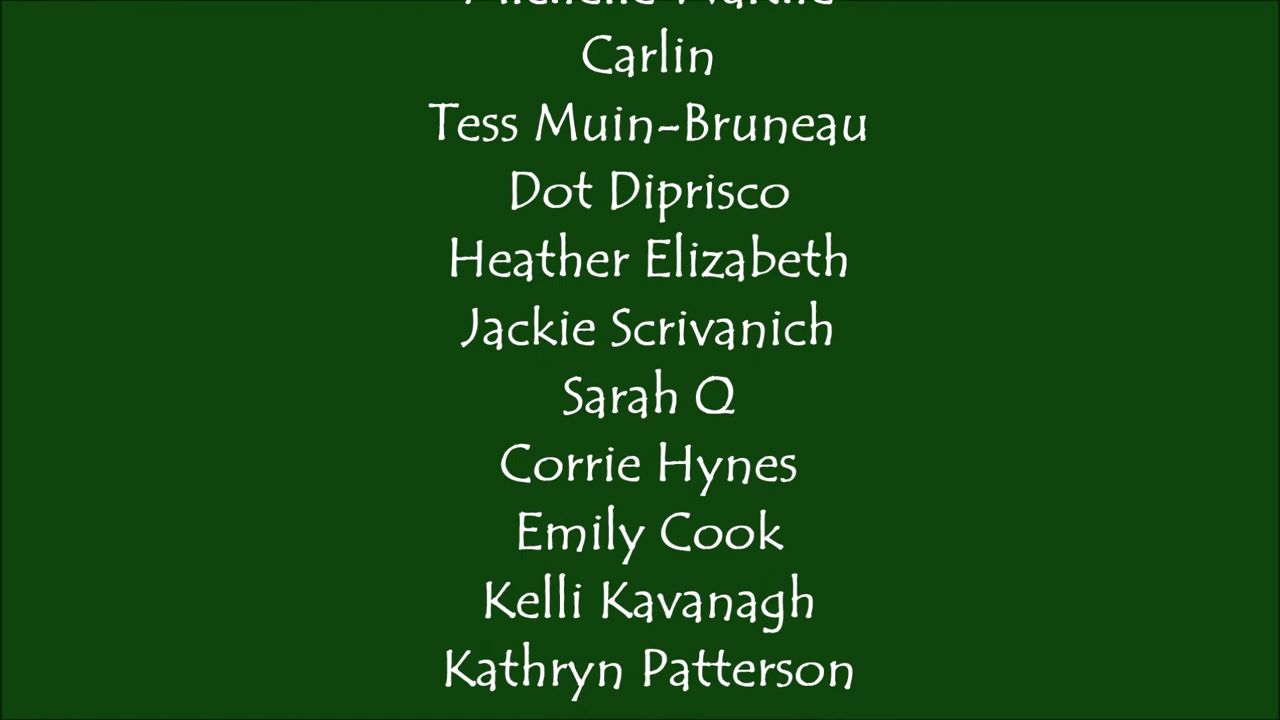 Carlin
Tess Muin-Bruneau
Dot Diprisco
Heather Elizabeth
Jackie Scrivanich
Sarah Q
Corrie Hynes
Emily Cook
Kelli Kavanagh
Kathryn Patterson